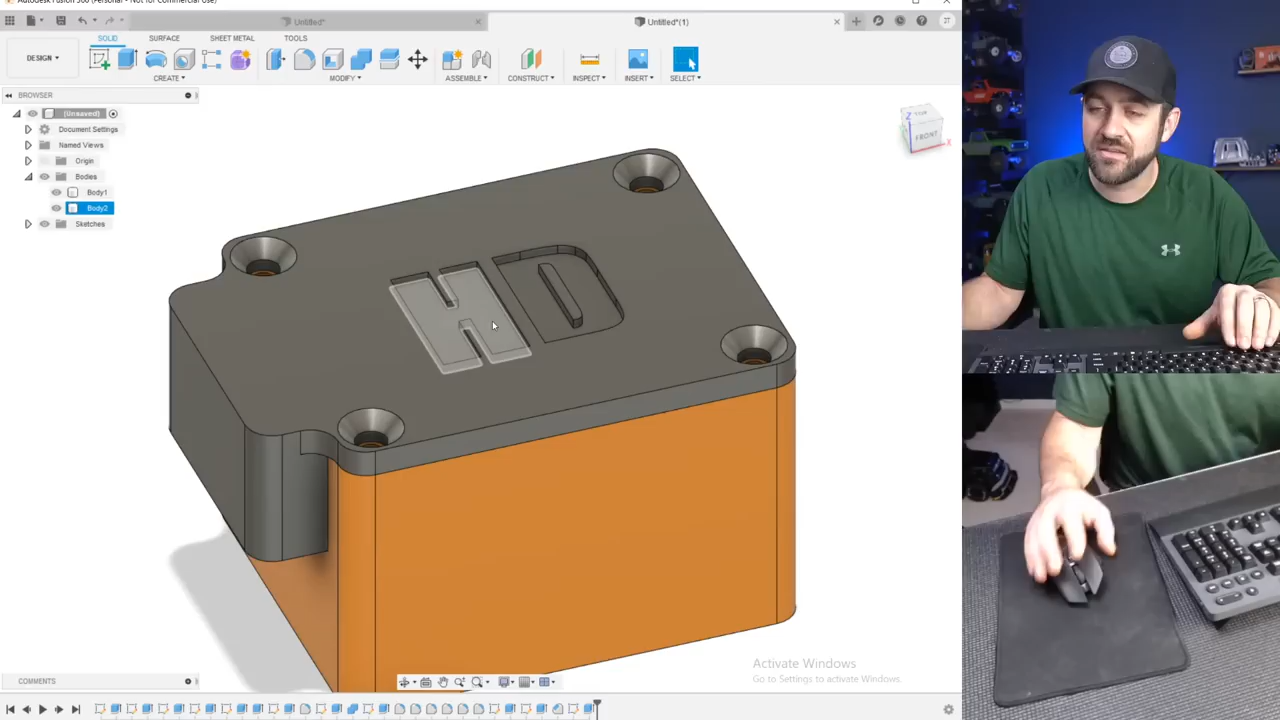 Autodesk Fusion 360 (Personal - Not for Commercial Use)
Untitled*
Untitled*(1)
JT
SOLID
SURFACE
SHEET METAL
TOOLS
DESIGN
CREATE
MODIFY
ASSEMBLE
CONSTRUCT
INSPECT
INSERT
SELECT
BROWSER
(Unsaved)
Document Settings
Named Views
Origin
Bodies
Body1
Body2
Sketches
Z
FRONT
X
HD
Activate Windows
Go to Settings to activate Windows.
COMMENTS